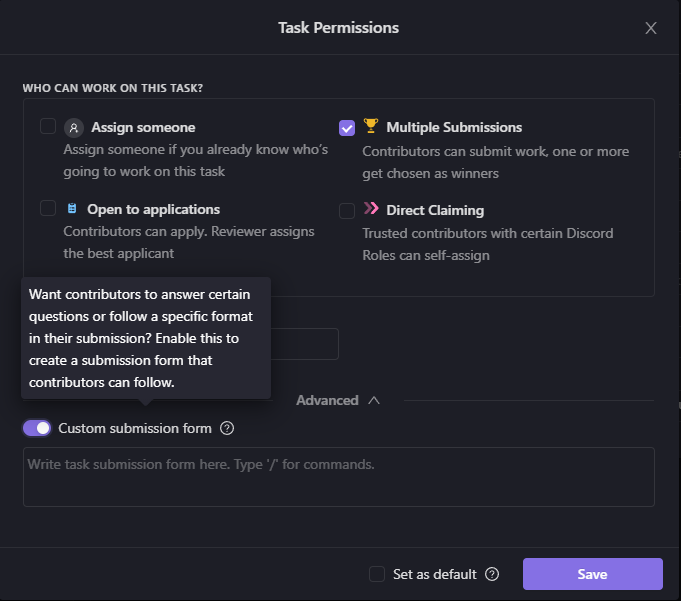 Task Permissions
WHO CAN WORK ON THIS TASK?
Assign someone
Assign someone if you already know who's
going to work on this task
Multiple Submissions
Contributors can submit work, one or more
get chosen as winners
Open to applications
Contributors can apply. Reviewer assigns
the best applicant
Direct Claiming
Trusted contributors with certain Discord
Roles can self-assign
Want contributors to answer certain
questions or follow a specific format
in their submission? Enable this to
create a submission form that
contributors can follow.
Advanced
Custom submission form
Write task submission form here. Type '/' for commands.
Set as default
Save